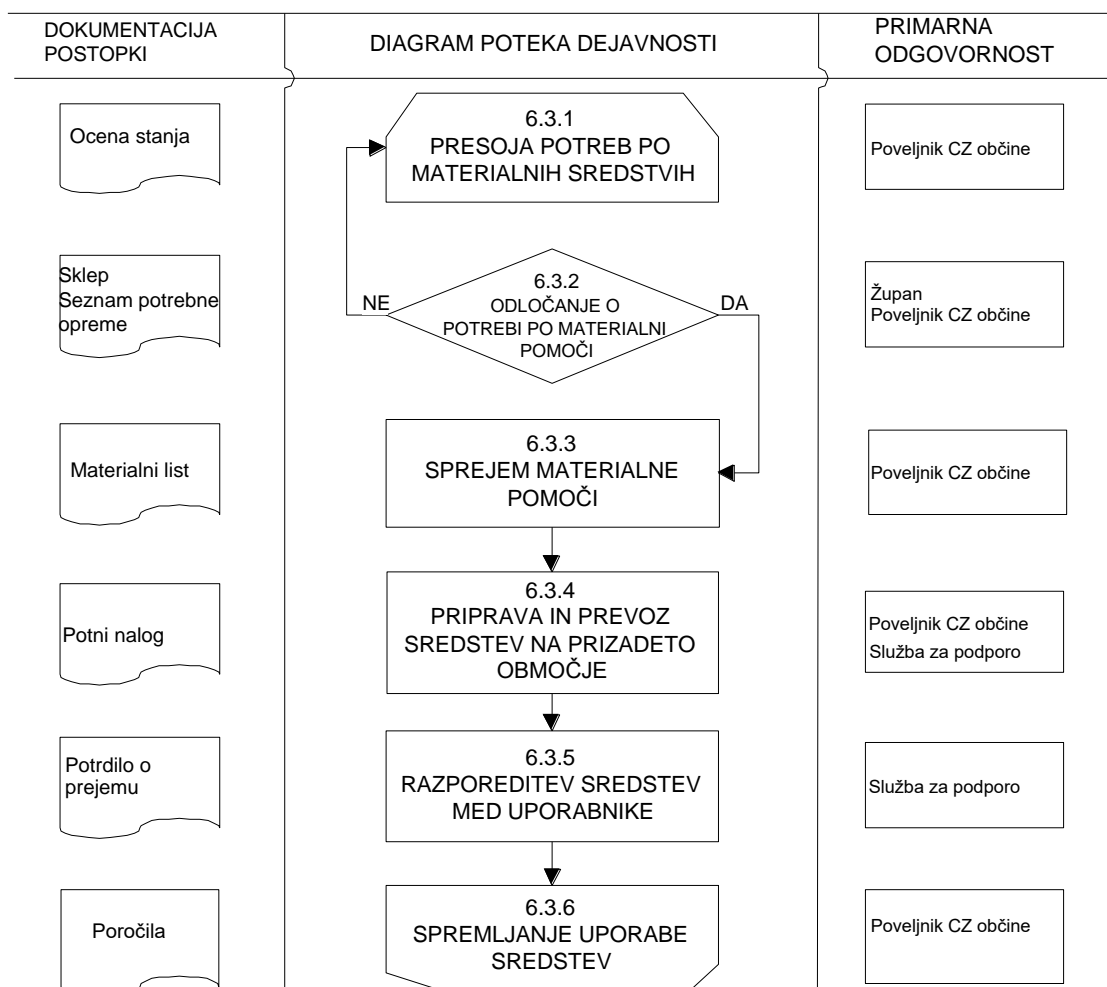 DOKUMENTACIJA
POSTOPKI
DIAGRAM POTEKA DEJAVNOSTI
PRIMARNA
ODGOVORNOST
Ocena stanja
6.3.1
PRESOJA POTREB PO
MATERIALNIH SREDSTVIH
Poveljnik CZ občine
Sklep
Seznam potrebne
opreme
NE
6.3.2
ODLOČANJE O
POTREBI PO MATERIALNI
POMOČI
DA
Župan
Poveljnik CZ občine
Materialni list
6.3.3
SPREJEM MATERIALNE
POMOČI
Poveljnik CZ občine
Potni nalog
6.3.4
PRIPRAVA IN PREVOZ
SREDSTEV NA PRIZADETO
OBMOČJE
Poveljnik CZ občine
Služba za podporo
Potrdilo o
prejemu
6.3.5
RAZPOREDITEV SREDSTEV
MED UPORABNIKE
Služba za podporo
Poročila
6.3.6
SPREMLJANJE UPORABE
SREDSTEV
Poveljnik CZ občine